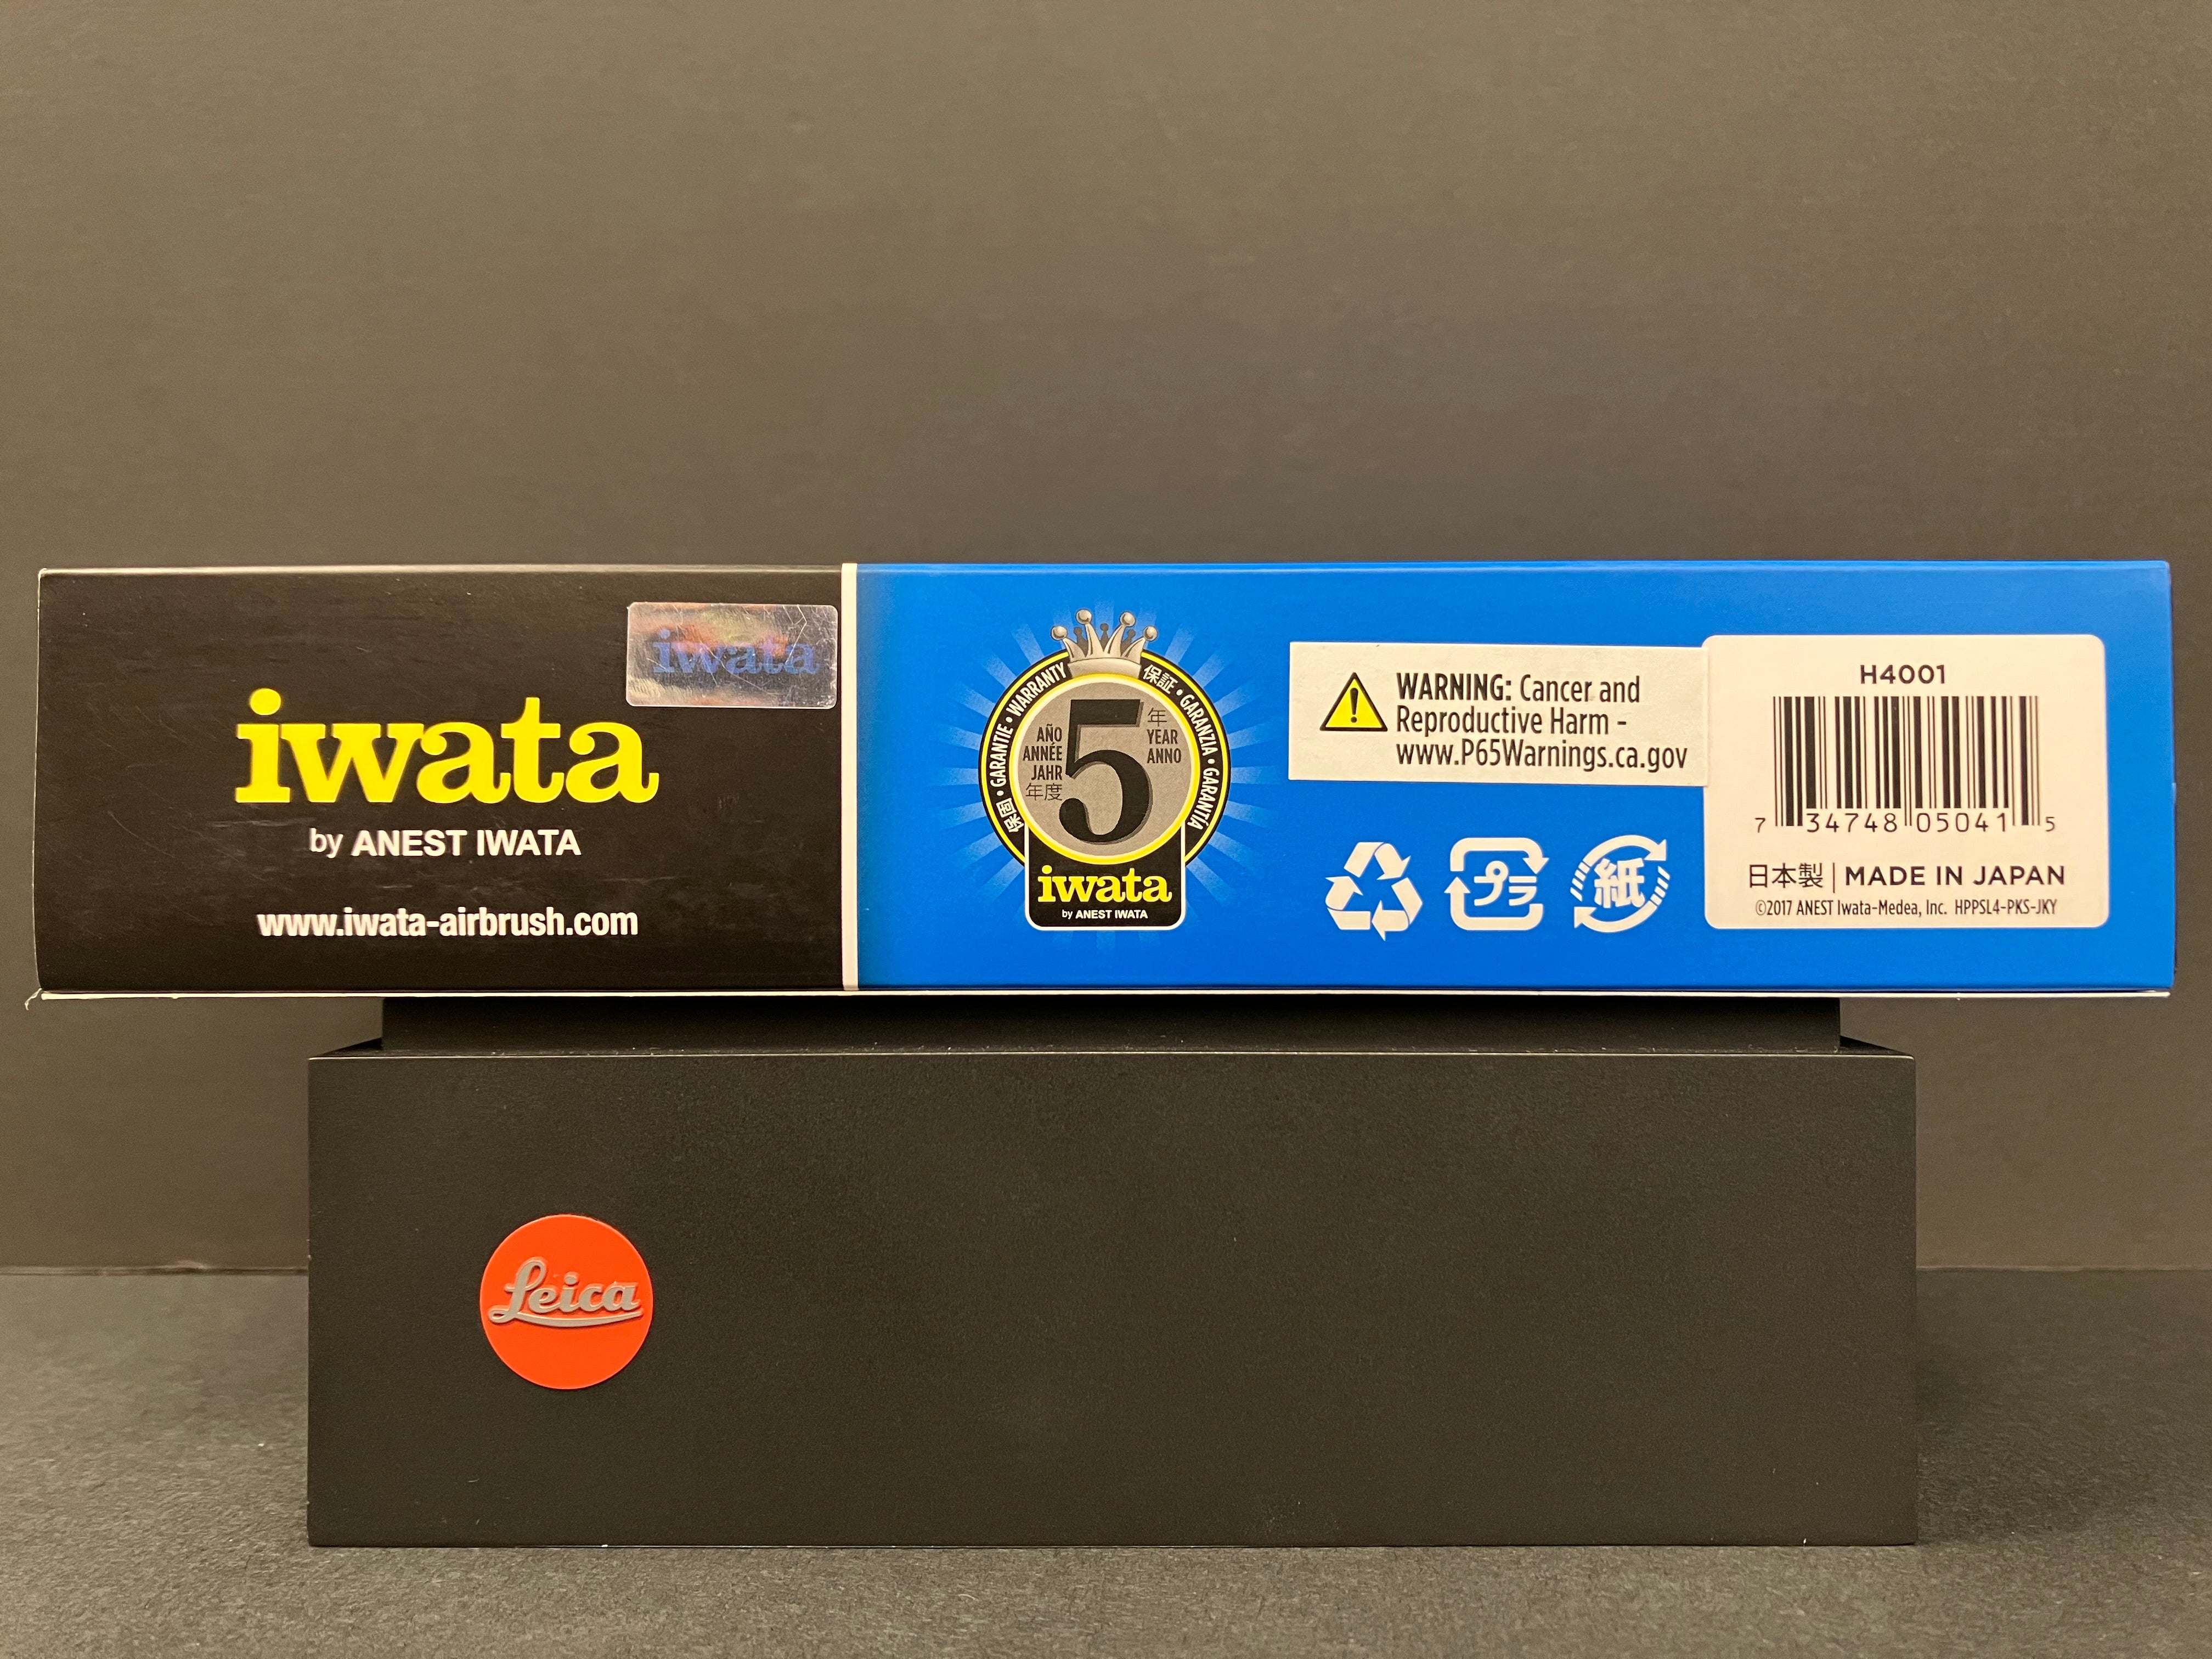 iwata
iwata
by ANEST IWATA
www.iwata-airbrush.com
保固 • GARANTIE • WARRANTY
保証 • GARANZIA • GARANTÍA
AÑO
ANNÉE
JAHR
年度
5
年
YEAR
ANNO
iwata
by ANEST IWATA
WARNING: Cancer and
Reproductive Harm -
www.P65Warnings.ca.gov
プラ
紙
H4001
7 34748 05041 5
日本製 | MADE IN JAPAN
©2017 ANEST Iwata-Medea, Inc. HPPSL4-PKS-JKY
Leica